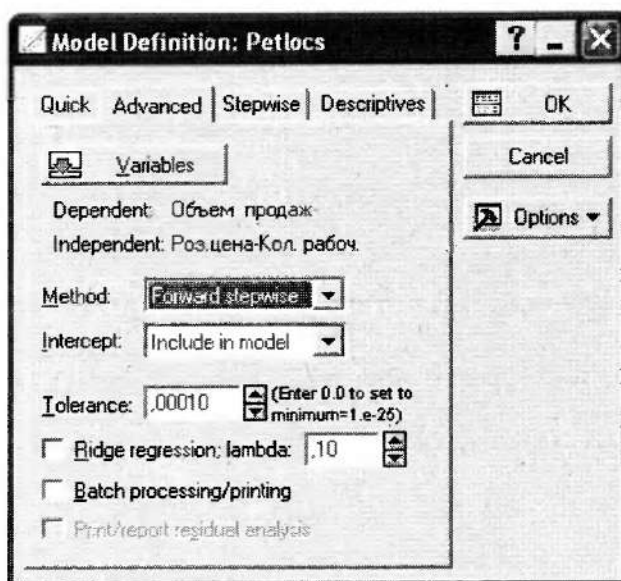 Model Definition: Petlocs
Quick Advanced Stepwise Descriptives
OK
Variables
Cancel
Dependent: Объем продаж
Options
Independent: Роз.цена-Кол. рабоч.
Method: Forward stepwise
Intercept: Include in model
Tolerance: ,00010 (Enter 0.0 to set to
minimum=1.e-25)
Ridge regression; lambda: ,10
Batch processing/printing
Print/report residual analysis